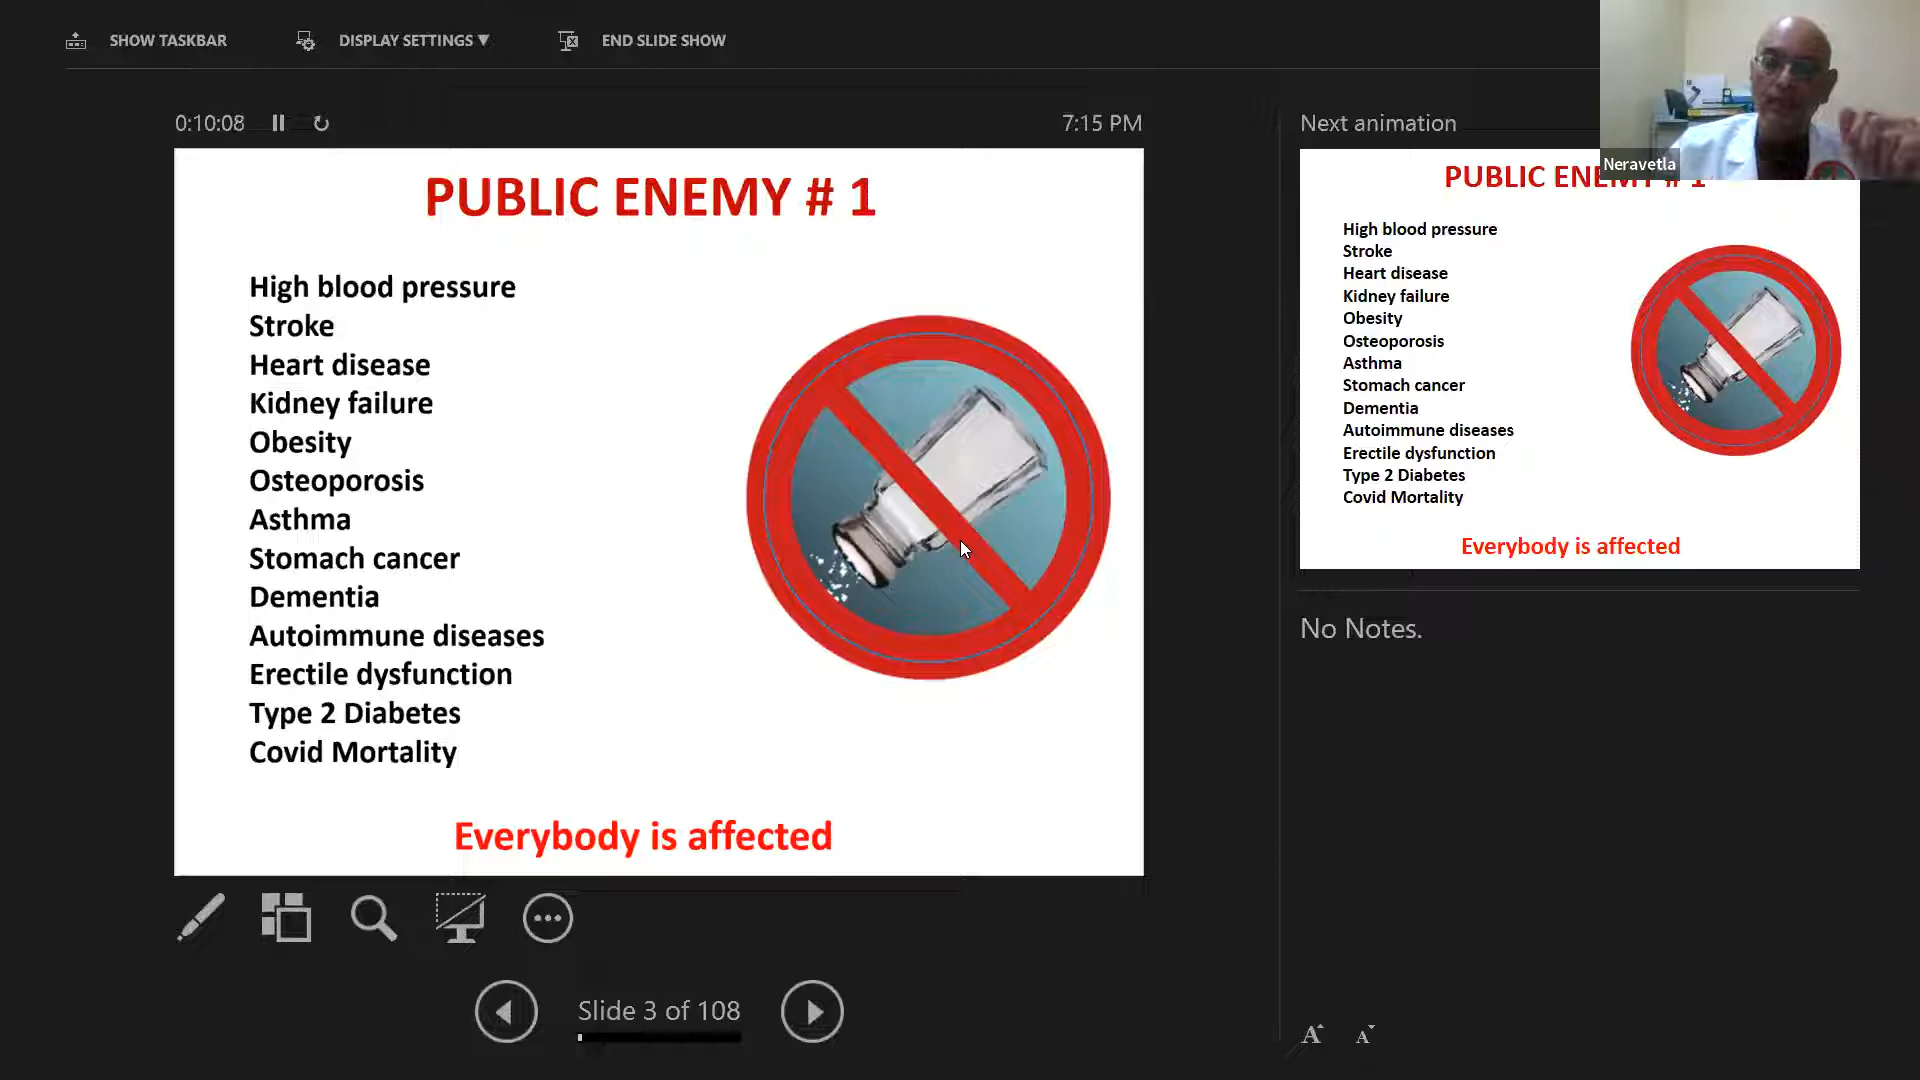 SHOW TASKBAR
DISPLAY SETTINGS ▼
END SLIDE SHOW
0:10:08
7:15 PM
PUBLIC ENEMY # 1
High blood pressure
Stroke
Heart disease
Kidney failure
Obesity
Osteoporosis
Asthma
Stomach cancer
Dementia
Autoimmune diseases
Erectile dysfunction
Type 2 Diabetes
Covid Mortality
Everybody is affected
Slide 3 of 108
Next animation
Neravetla
PUBLIC ENEMY # 1
High blood pressure
Stroke
Heart disease
Kidney failure
Obesity
Osteoporosis
Asthma
Stomach cancer
Dementia
Autoimmune diseases
Erectile dysfunction
Type 2 Diabetes
Covid Mortality
Everybody is affected
No Notes.
A A